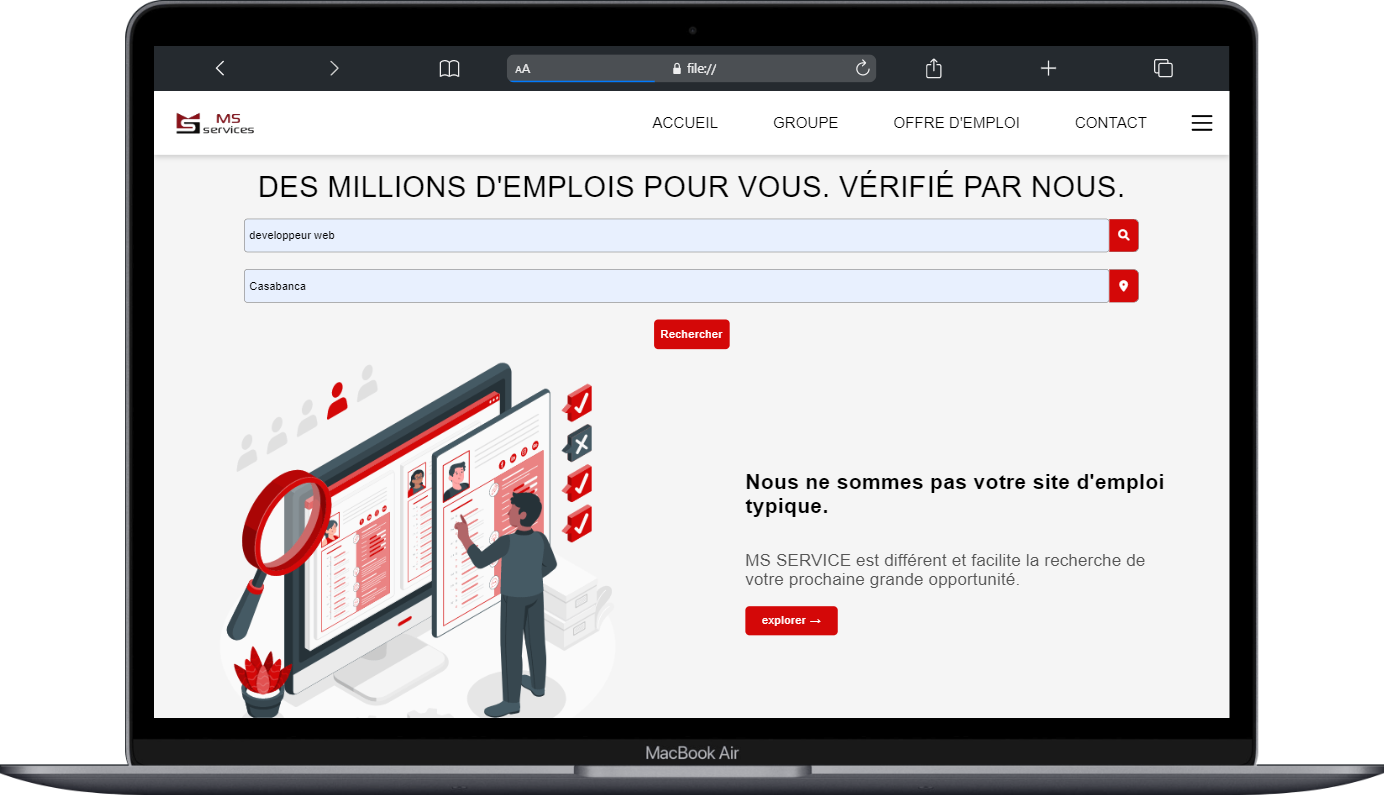 AA
file://
MS
services
ACCUEIL
GROUPE
OFFRE D'EMPLOI
CONTACT
DES MILLIONS D'EMPLOIS POUR VOUS. VÉRIFIÉ PAR NOUS.
developpeur web
Casabanca
Rechercher
Nous ne sommes pas votre site d'emploi
typique.
MS SERVICE est différent et facilite la recherche de
votre prochaine grande opportunité.
explorer →
MacBook Air